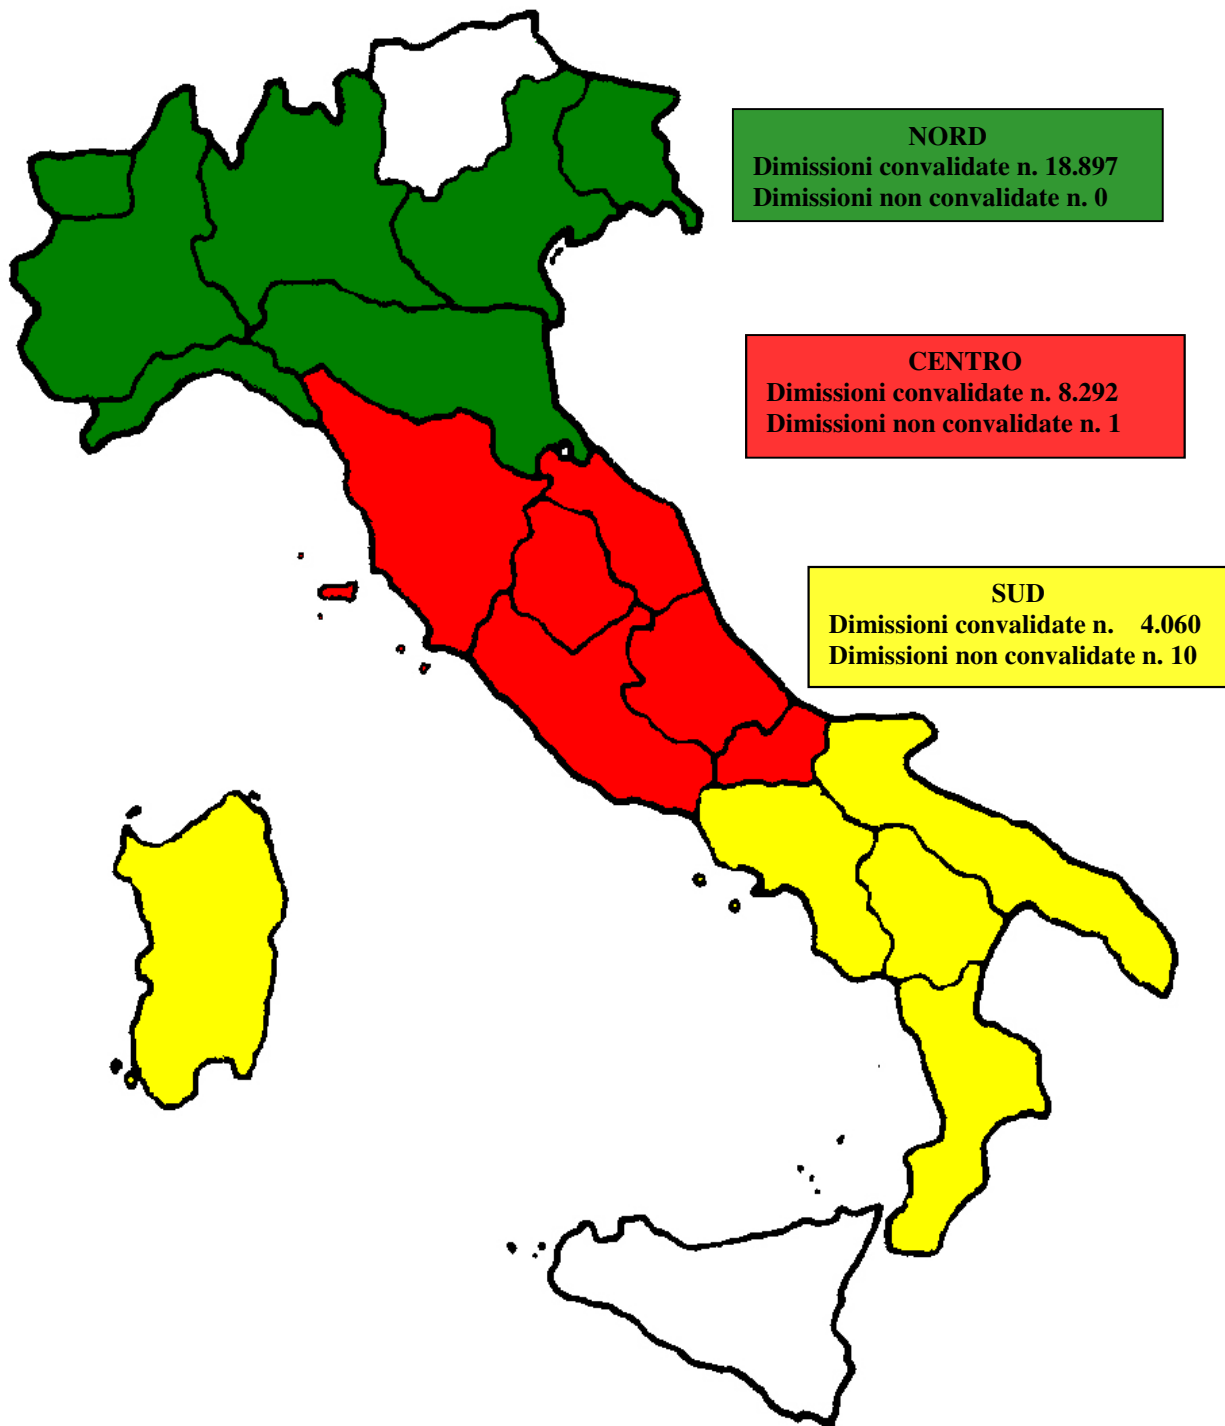 NORD
Dimissioni convalidate n. 18.897
Dimissioni non convalidate n. 0
CENTRO
Dimissioni convalidate n. 8.292
Dimissioni non convalidate n. 1
SUD
Dimissioni convalidate n. 4.060
Dimissioni non convalidate n. 10